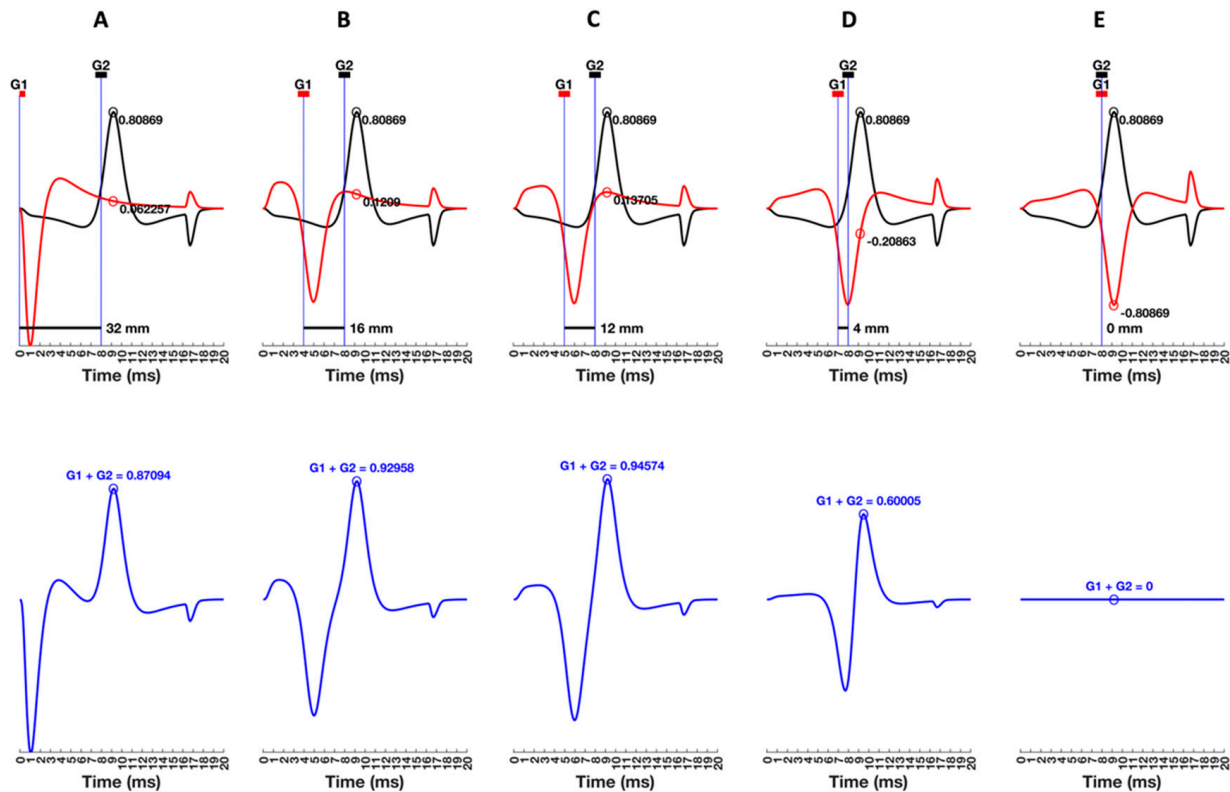 A B C D E
G2 G2 G2 G2 G2
G1 G1 G1 G1 G1
0.80869 0.80869 0.80869 0.80869 0.80869
0.062257 0.1209 0.13705 -0.20863 -0.80869
32 mm 16 mm 12 mm 4 mm 0 mm
0 1 2 3 4 5 6 7 8 9 10 11 12 13 14 15 16 17 18 19 20 0 1 2 3 4 5 6 7 8 9 10 11 12 13 14 15 16 17 18 19 20 0 1 2 3 4 5 6 7 8 9 10 11 12 13 14 15 16 17 18 19 20 0 1 2 3 4 5 6 7 8 9 10 11 12 13 14 15 16 17 18 19 20 0 1 2 3 4 5 6 7 8 9 10 11 12 13 14 15 16 17 18 19 20
Time (ms) Time (ms) Time (ms) Time (ms) Time (ms)
G1 + G2 = 0.87094 G1 + G2 = 0.92958 G1 + G2 = 0.94574 G1 + G2 = 0.60005 G1 + G2 = 0
0 1 2 3 4 5 6 7 8 9 10 11 12 13 14 15 16 17 18 19 20 0 1 2 3 4 5 6 7 8 9 10 11 12 13 14 15 16 17 18 19 20 0 1 2 3 4 5 6 7 8 9 10 11 12 13 14 15 16 17 18 19 20 0 1 2 3 4 5 6 7 8 9 10 11 12 13 14 15 16 17 18 19 20 0 1 2 3 4 5 6 7 8 9 10 11 12 13 14 15 16 17 18 19 20
Time (ms) Time (ms) Time (ms) Time (ms) Time (ms)